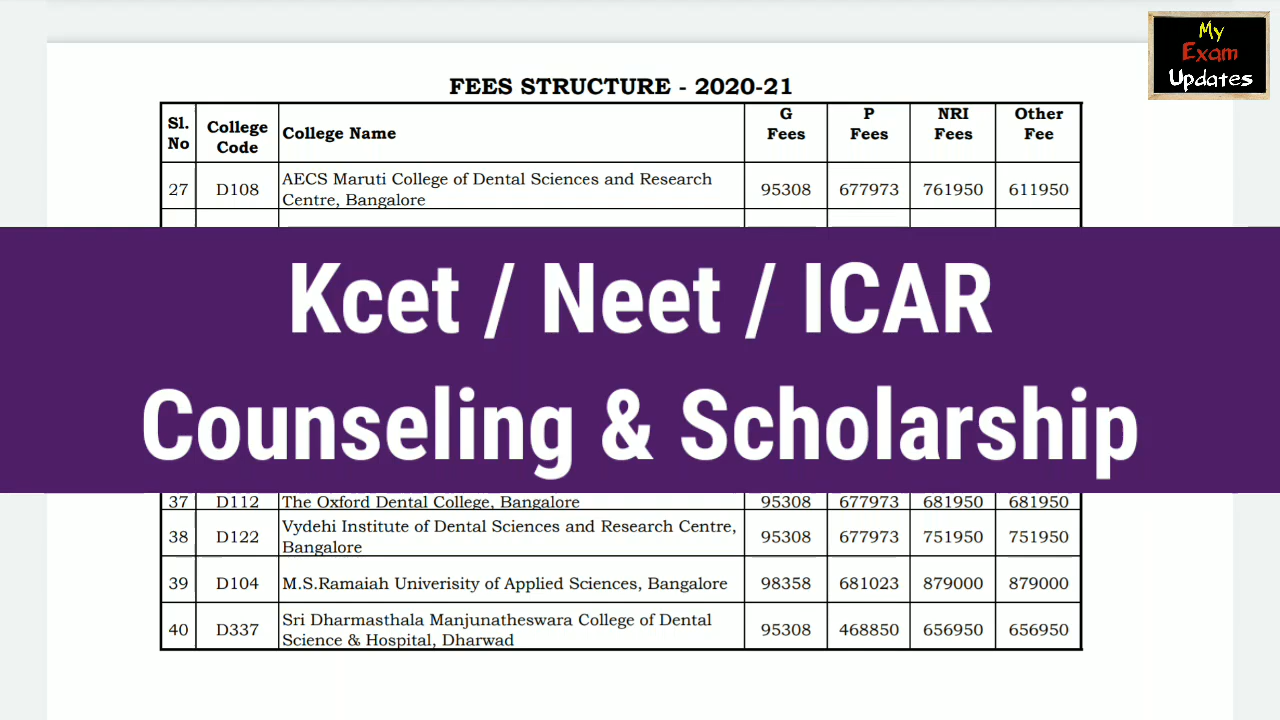 My
Exam
Updates
FEES STRUCTURE - 2020-21
Sl. No College Code College Name G Fees P Fees NRI Fees Other Fee
27 D108 AECS Maruti College of Dental Sciences and Research Centre, Bangalore 95308 677973 761950 611950
Kcet / Neet / ICAR
Counseling & Scholarship
37 D112 The Oxford Dental College, Bangalore 95308 677973 681950 681950
38 D122 Vydehi Institute of Dental Sciences and Research Centre, Bangalore 95308 677973 751950 751950
39 D104 M.S.Ramaiah Univerisity of Applied Sciences, Bangalore 98358 681023 879000 879000
40 D337 Sri Dharmasthala Manjunatheswara College of Dental Science & Hospital, Dharwad 95308 468850 656950 656950